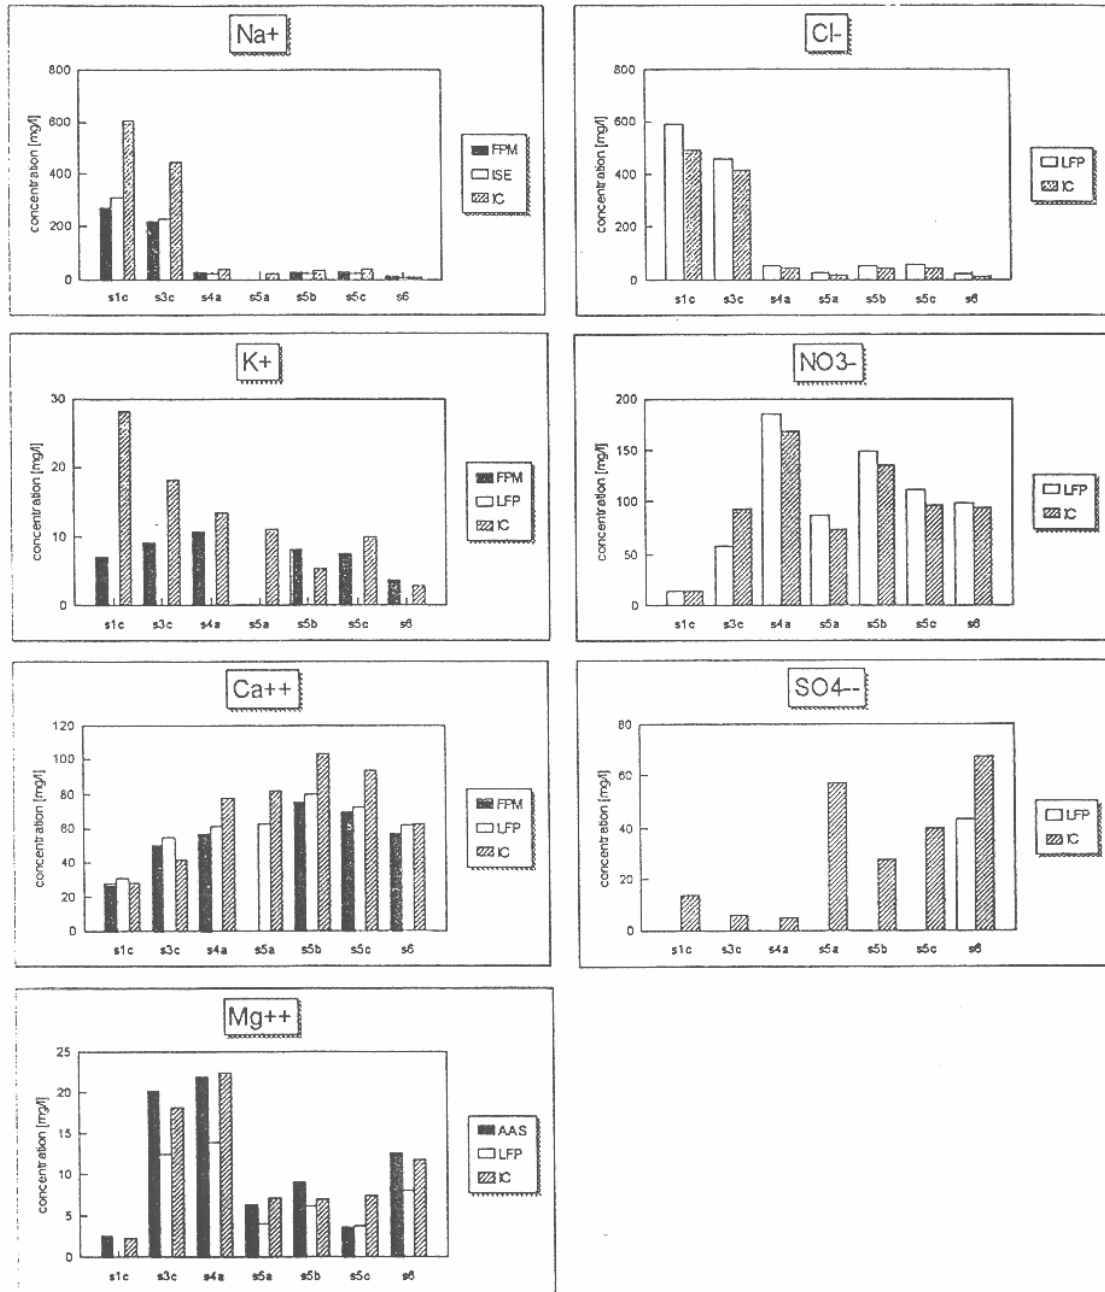 Na+
concentration [mg/l]
800
600
400
200
0
s1c s3c s4a s5a s5b s5c s6
FPM
ISE
IC
Cl-
concentration [mg/l]
800
600
400
200
0
s1c s3c s4a s5a s5b s5c s6
LFP
IC
K+
concentration [mg/l]
30
20
10
0
s1c s3c s4a s5a s5b s5c s6
FPM
LFP
IC
NO3-
concentration [mg/l]
200
150
100
50
0
s1c s3c s4a s5a s5b s5c s6
LFP
IC
Ca++
concentration [mg/l]
120
100
80
60
40
20
0
s1c s3c s4a s5a s5b s5c s6
FPM
LFP
IC
SO4--
concentration [mg/l]
80
60
40
20
0
s1c s3c s4a s5a s5b s5c s6
LFP
IC
Mg++
concentration [mg/l]
25
20
15
10
5
0
s1c s3c s4a s5a s5b s5c s6
AAS
LFP
IC